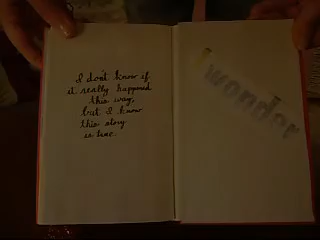 I don't know if
it really happened
this way,
but I know
this story
is true.
wonder